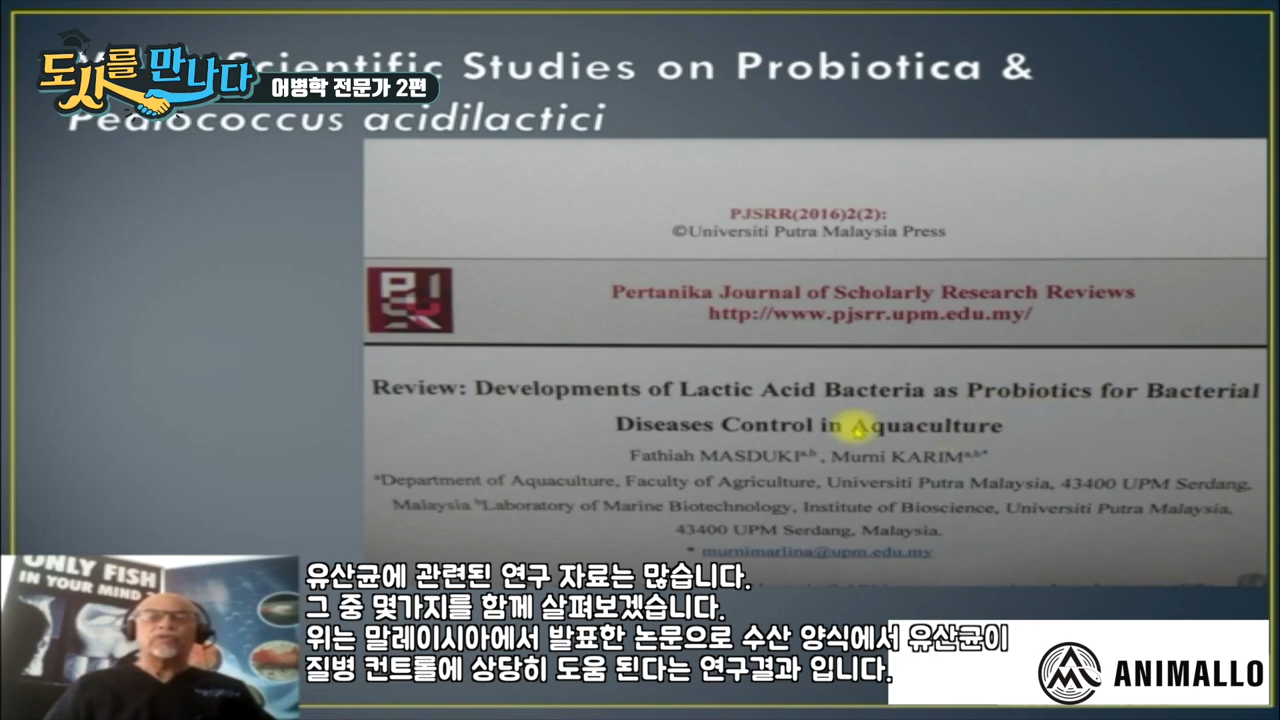 도사를 만나다
어병학 전문가 2편
Scientific Studies on Probiotica &
Pediococcus acidilactici
PJSRR(2016)2(2):
©Universiti Putra Malaysia Press
Pertanika Journal of Scholarly Research Reviews
http://www.pjsrr.upm.edu.my/
Review: Developments of Lactic Acid Bacteria as Probiotics for Bacterial
Diseases Control in Aquaculture
Fathiah MASDUKIa,b, Murni KARIMa,b*
aDepartment of Aquaculture, Faculty of Agriculture, Universiti Putra Malaysia, 43400 UPM Serdang,
Malaysia bLaboratory of Marine Biotechnology, Institute of Bioscience, Universiti Putra Malaysia,
43400 UPM Serdang, Malaysia.
* murnimarlina@upm.edu.my
ONLY FISH
IN YOUR MIND
유산균에 관련된 연구 자료는 많습니다.
그 중 몇가지를 함께 살펴보겠습니다.
위는 말레이시아에서 발표한 논문으로 수산 양식에서 유산균이
질병 컨트롤에 상당히 도움 된다는 연구결과 입니다.
ANIMALLO